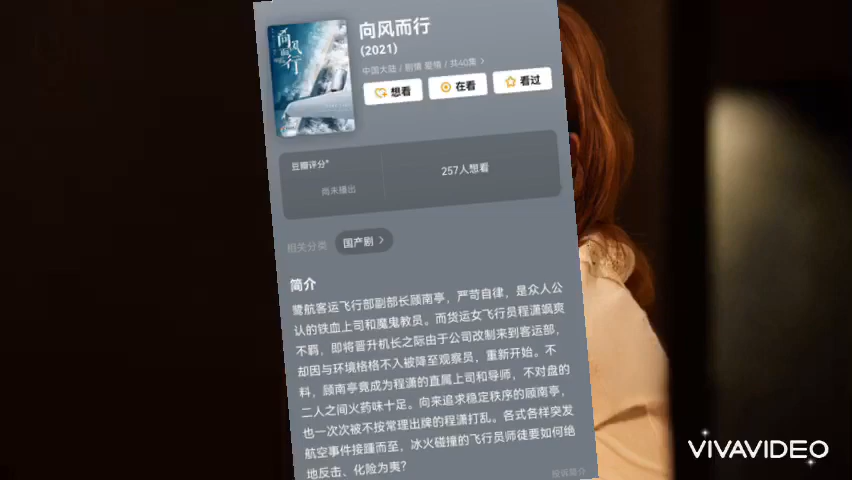 向风而行
(2021)
中国大陆 / 剧情 爱情 / 共40集 >
想看
在看
看过
豆瓣评分
尚未播出
257人想看
相关分类
国产剧 >
简介
鹭航客运飞行部副部长顾南亭，严苛自律，是众人公
认的铁血上司和魔鬼教员。而货运女飞行员程潇飒爽
不羁，即将晋升机长之际由于公司改制来到客运部，
却因与环境格格不入被降至观察员，重新开始。不
料，顾南亭竟成为程潇的直属上司和导师，不对盘的
二人之间火药味十足。向来追求稳定秩序的顾南亭，
也一次次被不按常理出牌的程潇打乱。各式各样突发
航空事件接踵而至，冰火碰撞的飞行员师徒要如何绝
地反击、化险为夷？
投诉简介
向风而行
VIVAVIDEO